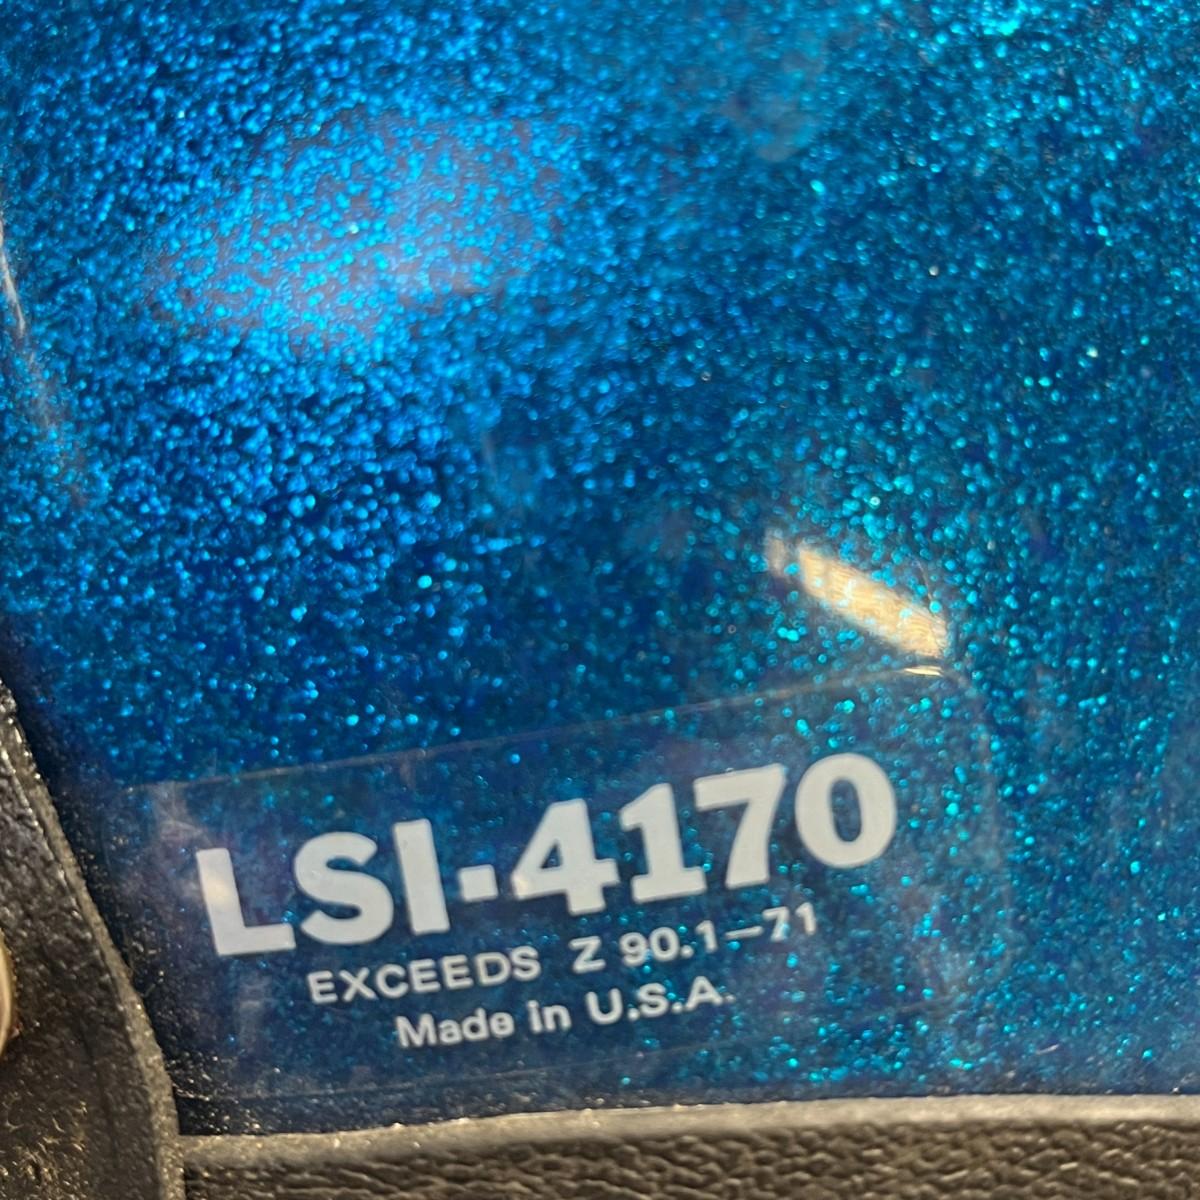 LSI-4170
EXCEEDS Z 90.1—71
Made in U.S.A.